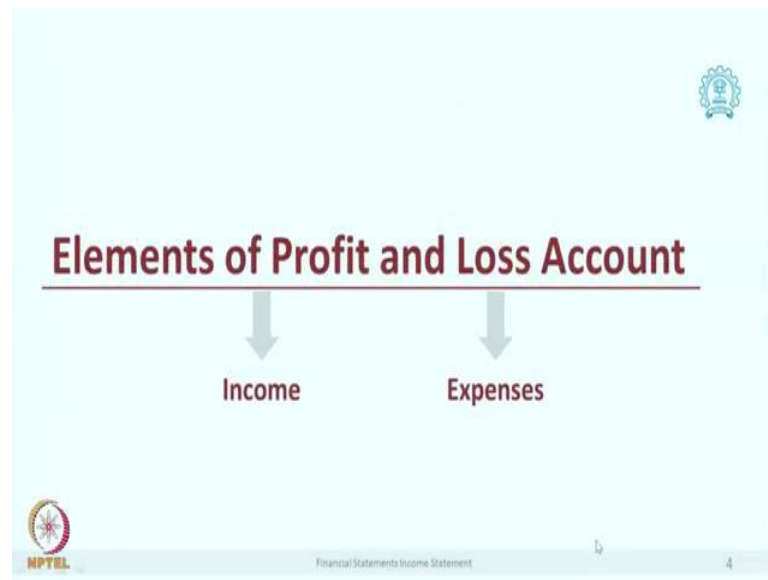 Elements of Profit and Loss Account
Income
Expenses
NPTEL
Financial Statements Income Statement
4